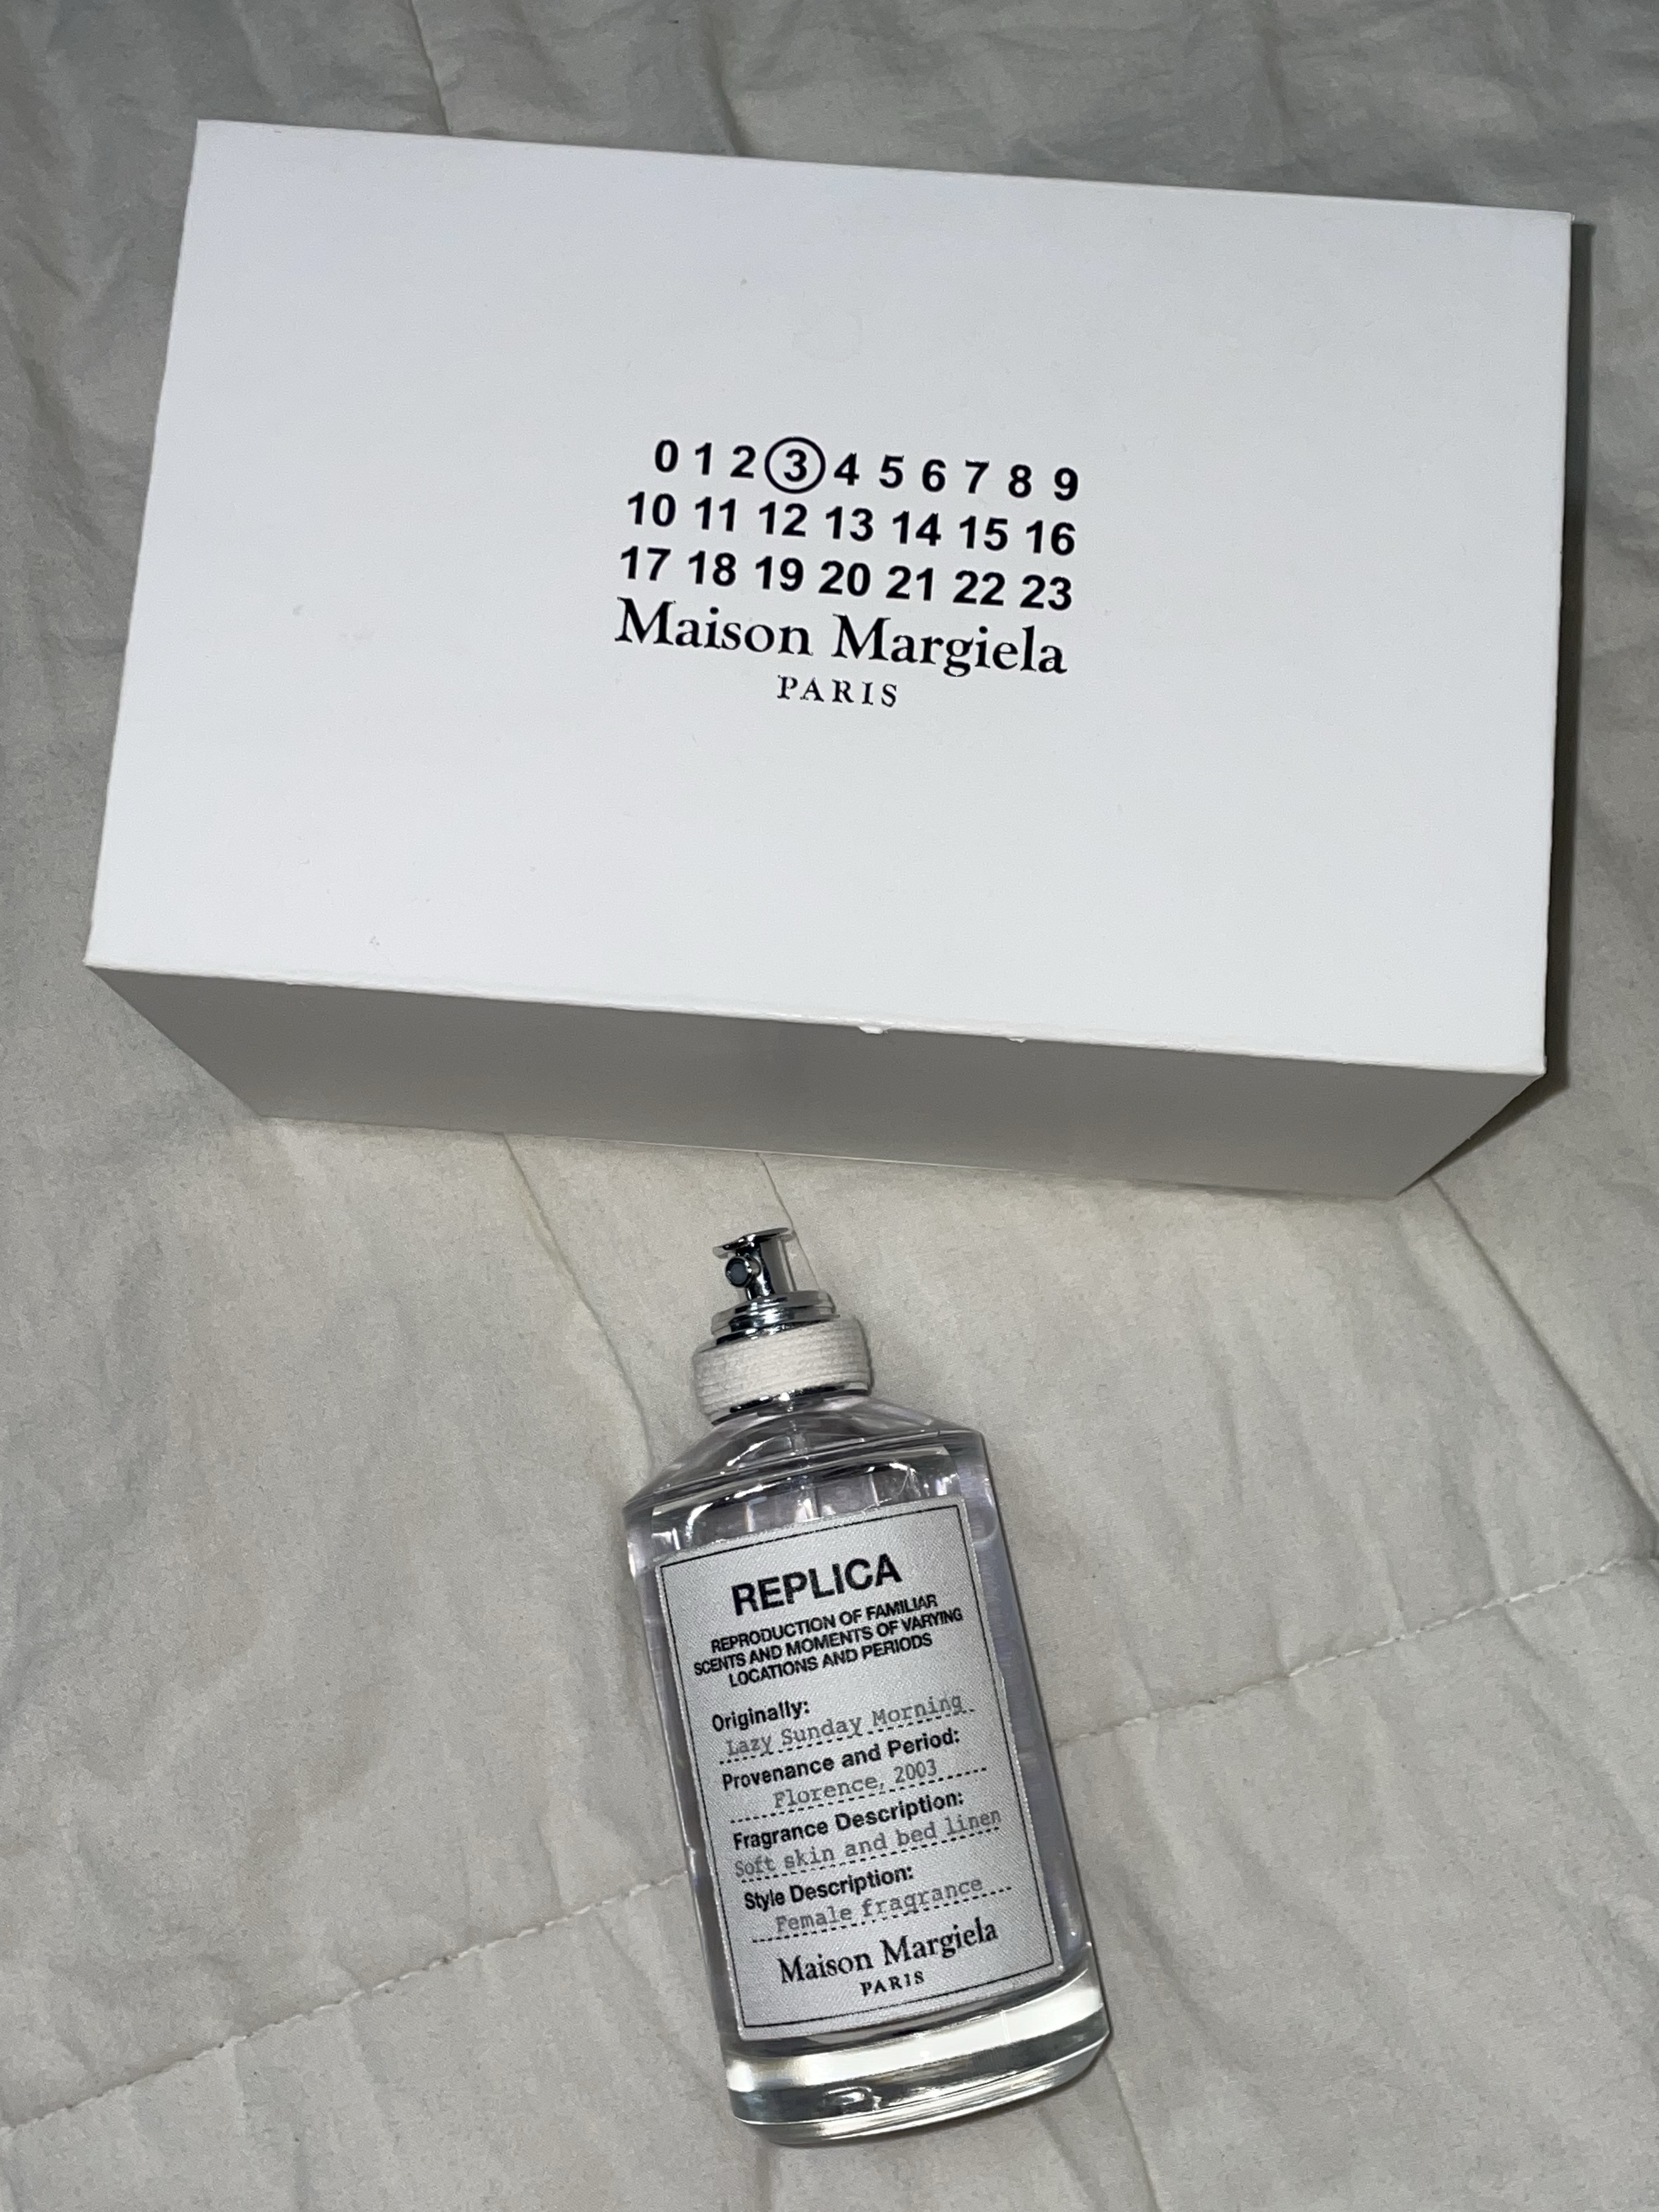 0 1 2 3 4 5 6 7 8 9
10 11 12 13 14 15 16
17 18 19 20 21 22 23
Maison Margiela
PARIS
REPLICA
REPRODUCTION OF FAMILIAR
SCENTS AND MOMENTS OF VARYING
LOCATIONS AND PERIODS
Originally:
Lazy Sunday Morning
Provenance and Period:
Florence, 2003
Fragrance Description:
Soft skin and bed linen
Style Description:
Female fragrance
Maison Margiela
PARIS